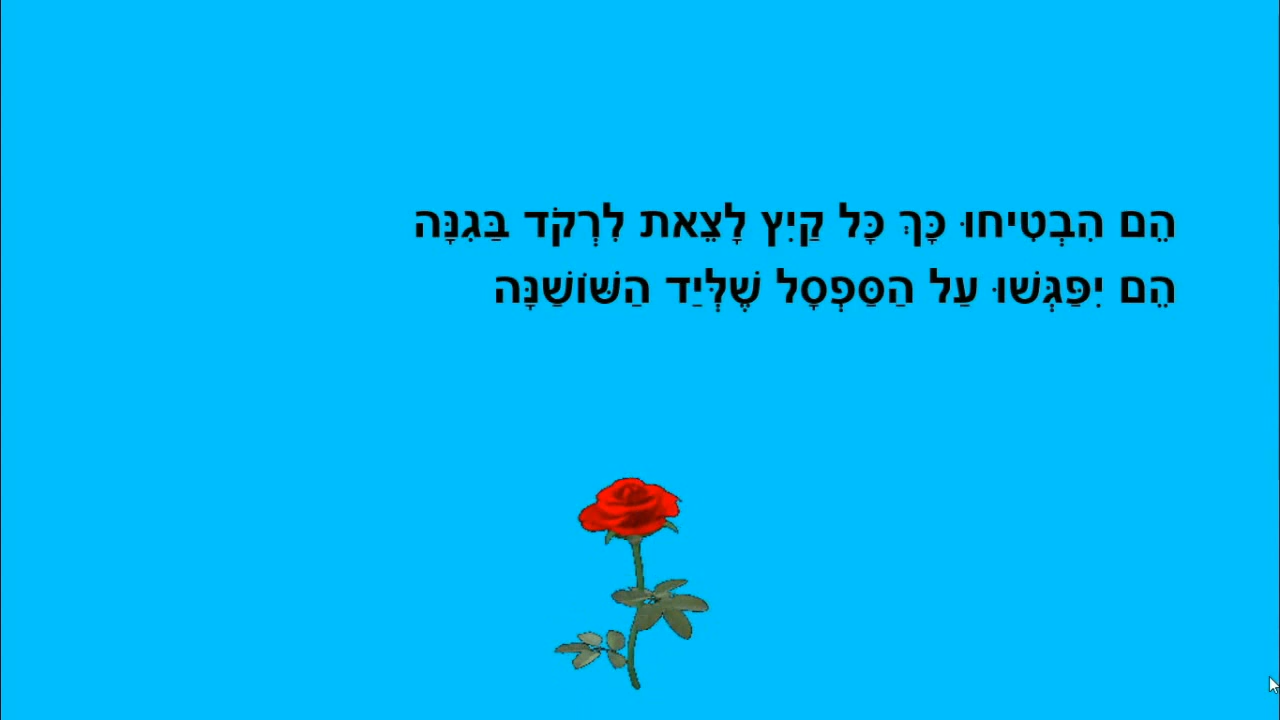 הֵם הִבְטִיחוּ כָּךְ כָּל קַיִץ לָצֵאת לִרְקֹד בַּגִנָּה
הֵם יִפַּגְּשׁוּ עַל הַסַּפְסָל שֶׁלְּיַד הַשּׁוֹשַׁנָּה